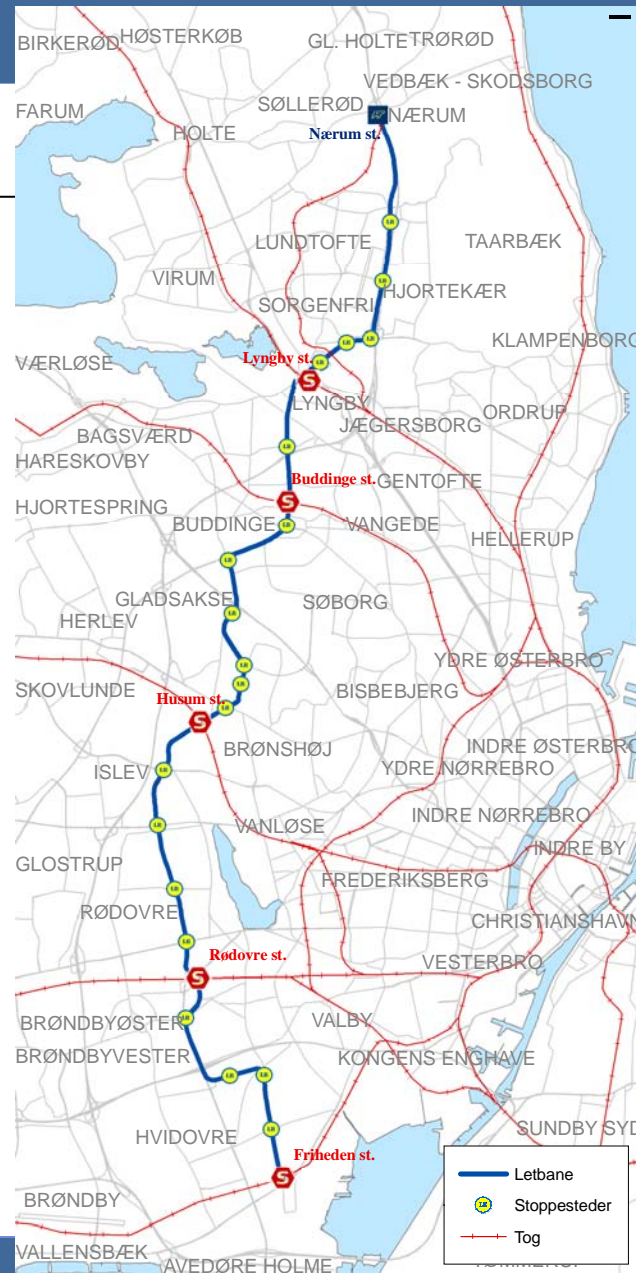 BIRKERØD
HØSTERKØB
GL. HOLTE
TRØRØD
VEDBÆK - SKODSBORG
FARUM
SØLLERØD
NÆRUM
HOLTE
Nærum st.
LUNDTOFTE
TAARBÆK
VIRUM
HJORTEKÆR
SORGENFRI
KLAMPENBORG
VÆRLØSE
Lyngby st.
LYNGBY
ORDRUP
JÆGERSBORG
BAGSVÆRD
HARESKOVBY
Buddinge st.
GENTOFTE
HJORTESPRING
BUDDINGE
VANGEDE
HELLERUP
GLADSAKSE
SØBORG
HERLEV
YDRE ØSTERBRO
SKOVLUNDE
Husum st.
BISBEBJERG
BRØNSHØJ
INDRE ØSTERBRO
ISLEV
YDRE NØRREBRO
INDRE NØRREBRO
VANLØSE
INDRE BY
GLOSTRUP
FREDERIKSBERG
RØDOVRE
CHRISTIANSHAVN
Rødovre st.
VESTERBRO
BRØNDBYØSTER
VALBY
BRØNDBYVESTER
KONGENS ENGHAVE
HVIDOVRE
SUNDBY SYD
Friheden st.
BRØNDBY
VALLENSBÆK
AVEDØRE HOLME
Letbane
LB Stoppesteder
Tog